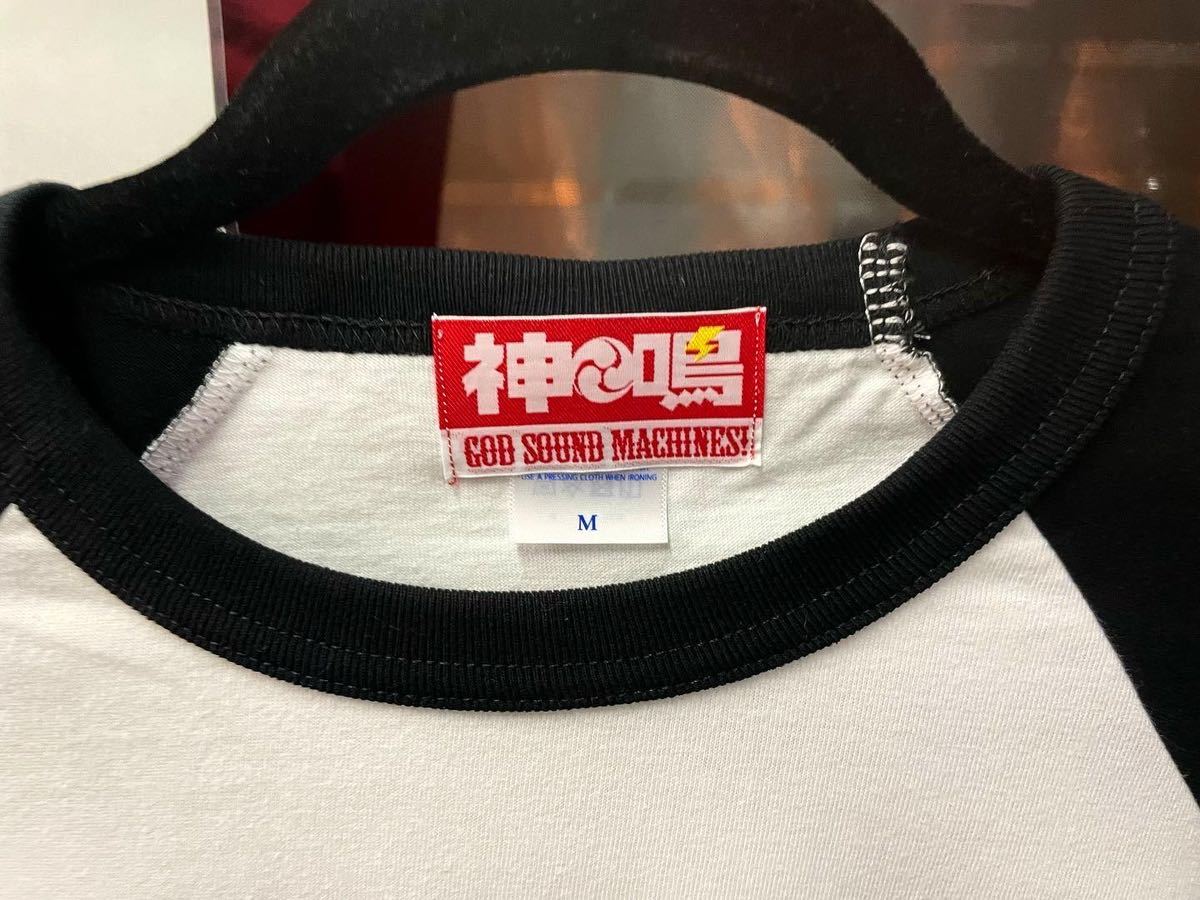 神鳴
GOD SOUND MACHINES!
USE A PRESSING CLOTH WHEN IRONING
M